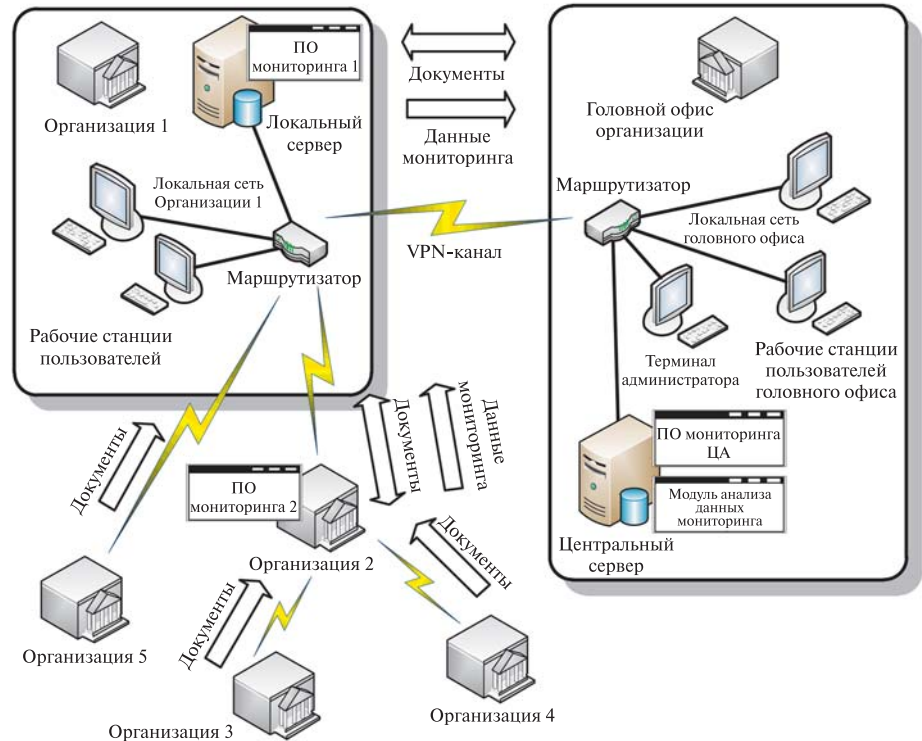 ПО
мониторинга 1
Организация 1
Локальный
сервер
Локальная сеть
Организации 1
Маршрутизатор
Рабочие станции
пользователей
Документы
Данные
мониторинга
VPN-канал
Головной офис
организации
Маршрутизатор
Локальная сеть
головного офиса
Терминал
администратора
Рабочие станции
пользователей
головного офиса
ПО мониторинга
ЦА
Модуль анализа
данных
мониторинга
Центральный
сервер
Документы
Документы
Данные
мониторинга
ПО
мониторинга 2
Организация 2
Документы
Документы
Организация 5
Организация 3
Организация 4